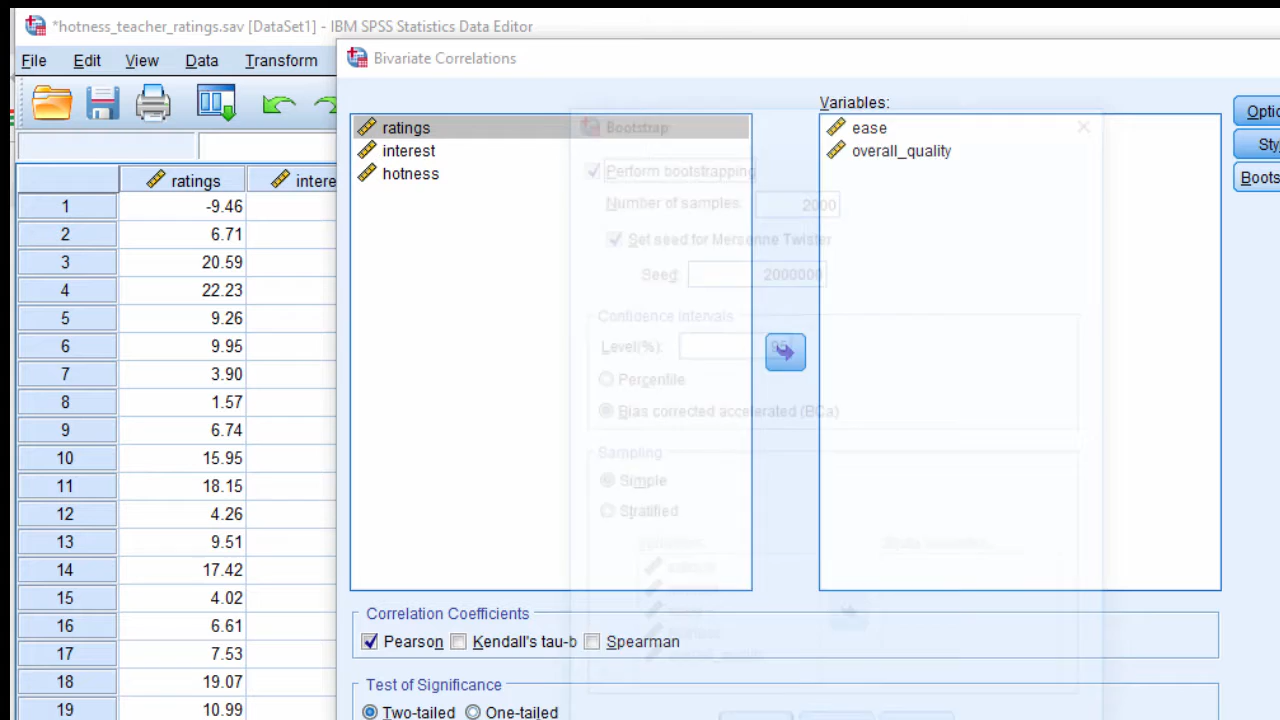 *hotness_teacher_ratings.sav [DataSet1] - IBM SPSS Statistics Data Editor
File Edit View Data Transform
Bivariate Correlations
Variables:
ratings
interest
hotness
ease
overall_quality
Optio
Sty
Boots
Bootstrap
Perform bootstrapping
Number of samples: 2000
Set seed for Mersenne Twister
Seed: 2000000
Confidence Intervals
Level(%): 95
Percentile
Bias corrected accelerated (BCa)
Sampling
Simple
Stratified
ratings intere
1 -9.46
2 6.71
3 20.59
4 22.23
5 9.26
6 9.95
7 3.90
8 1.57
9 6.74
10 15.95
11 18.15
12 4.26
13 9.51
14 17.42
15 4.02
16 6.61
17 7.53
18 19.07
19 10.99
Correlation Coefficients
Pearson Kendall's tau-b Spearman
Test of Significance
Two-tailed One-tailed